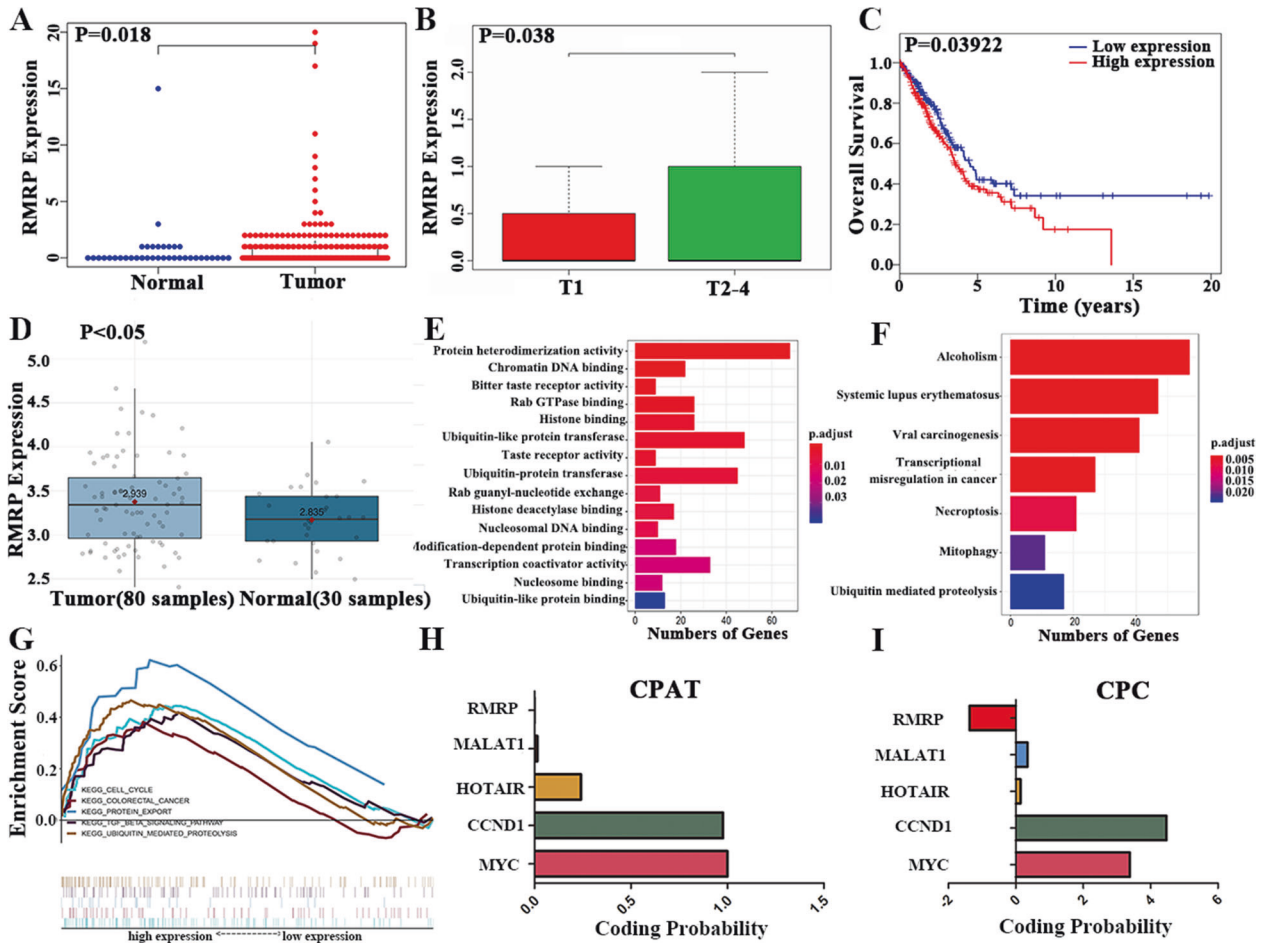 A
P=0.018
RMRP Expression
20
15
10
5
0
Normal
Tumor
B
P=0.038
RMRP Expression
2.0
1.5
1.0
0.5
0.0
T1
T2-4
C
P=0.03922
Low expression
High expression
Overall Survival
1.0
0.8
0.6
0.4
0.2
0.0
0
5
10
15
20
Time (years)
D
P<0.05
RMRP Expression
5.0
4.5
4.0
3.5
3.0
2.5
2.939
2.835
Tumor(80 samples)
Normal(30 samples)
E
Protein heterodimerization activity
Chromatin DNA binding
Bitter taste receptor activity
Rab GTPase binding
Histone binding
Ubiquitin-like protein transferase
Taste receptor activity
Ubiquitin-protein transferase
Rab guanyl-nucleotide exchange
Histone deactylase binding
Nucleosomal DNA binding
Modification-dependent protein binding
Transcription coactivator activity
Nucleosome binding
Ubiquitin-like protein binding
0
20
40
60
Numbers of Genes
p.adjust
0.01
0.02
0.03
F
Alcoholism
Systemic lupus erythematosus
Vral carcinogenesis
Transcriptional
misregulation in cancer
Necroptosis
Mitophagy
Ubiquitin mediated proteolysis
0
20
40
Numbers of Genes
p.adjust
0.005
0.010
0.015
0.020
G
Enrichment Score
0.6
0.4
0.2
0.0
KEGG_CELL_CYCLE
KEGG_COLORECTAL_CANCER
KEGG_PROTEIN_EXPORT
KEGG_TGF_BETA_SIGNALING_PATHWAY
KEGG_UBIQUITIN_MEDIATED_PROTEOLYSIS
high expression
low expression
H
CPAT
RMRP
MALAT1
HOTAIR
CCND1
MYC
0.0
0.5
1.0
1.5
Coding Probability
I
CPC
RMRP
MALAT1
HOTAIR
CCND1
MYC
-2
0
2
4
6
Coding Probability